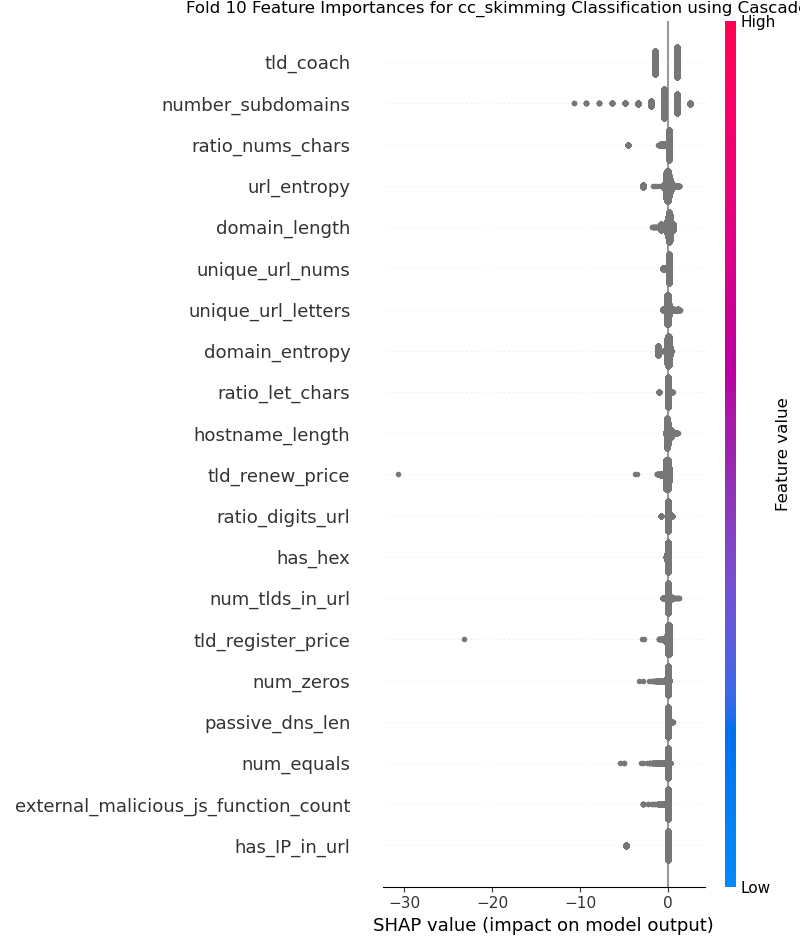 Fold 10 Feature Importances for cc_skimming Classification using Cascade
High
tld_coach
number_subdomains
ratio_nums_chars
url_entropy
domain_length
unique_url_nums
unique_url_letters
domain_entropy
ratio_let_chars
hostname_length
tld_renew_price
ratio_digits_url
has_hex
num_tlds_in_url
tld_register_price
num_zeros
passive_dns_len
num_equals
external_malicious_js_function_count
has_IP_in_url
Feature value
Low
−30 −20 −10 0
SHAP value (impact on model output)